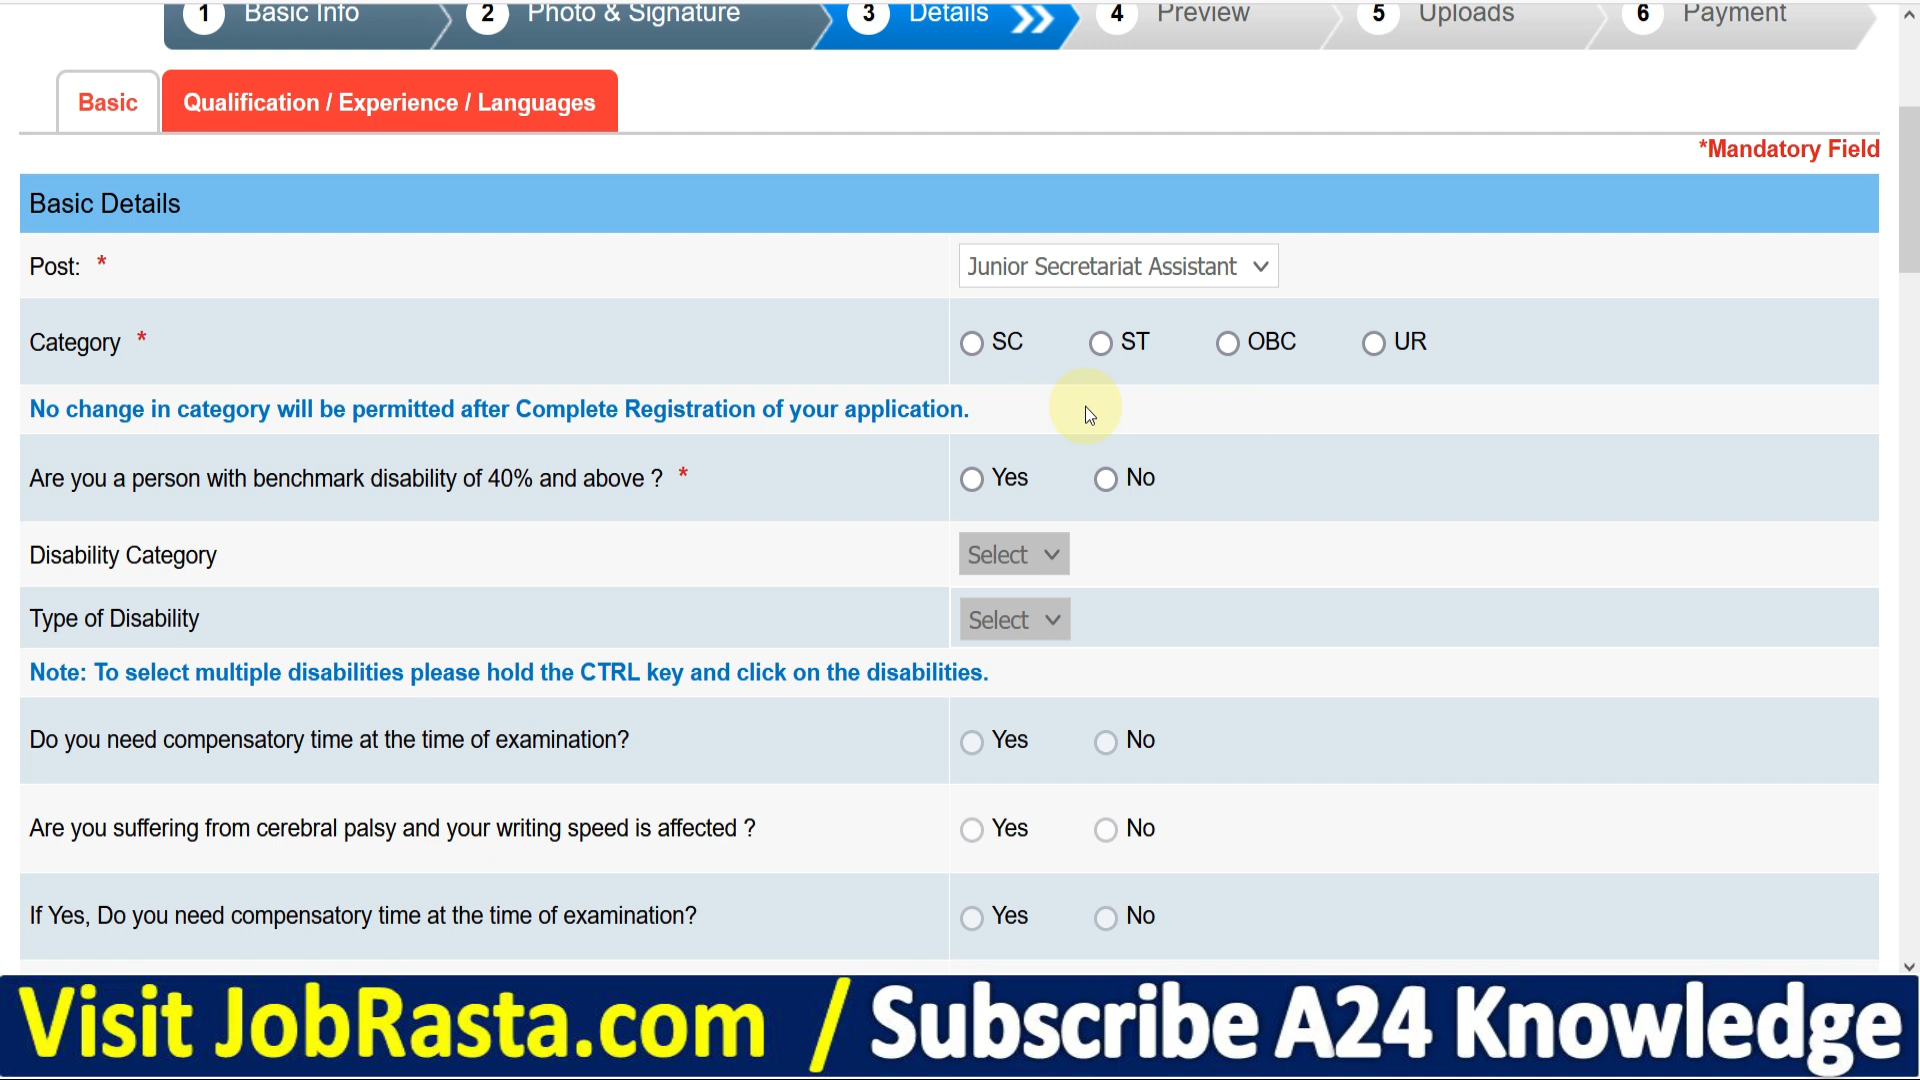 1 Basic Info 2 Photo & Signature 3 Details 4 Preview 5 Uploads 6 Payment
Basic Qualification / Experience / Languages
*Mandatory Field
Basic Details
Post: * Junior Secretariat Assistant
Category * SC ST OBC UR
No change in category will be permitted after Complete Registration of your application.
Are you a person with benchmark disability of 40% and above ? * Yes No
Disability Category Select
Type of Disability Select
Note: To select multiple disabilities please hold the CTRL key and click on the disabilities.
Do you need compensatory time at the time of examination? Yes No
Are you suffering from cerebral palsy and your writing speed is affected ? Yes No
If Yes, Do you need compensatory time at the time of examination? Yes No
Visit JobRasta.com / Subscribe A24 Knowledge